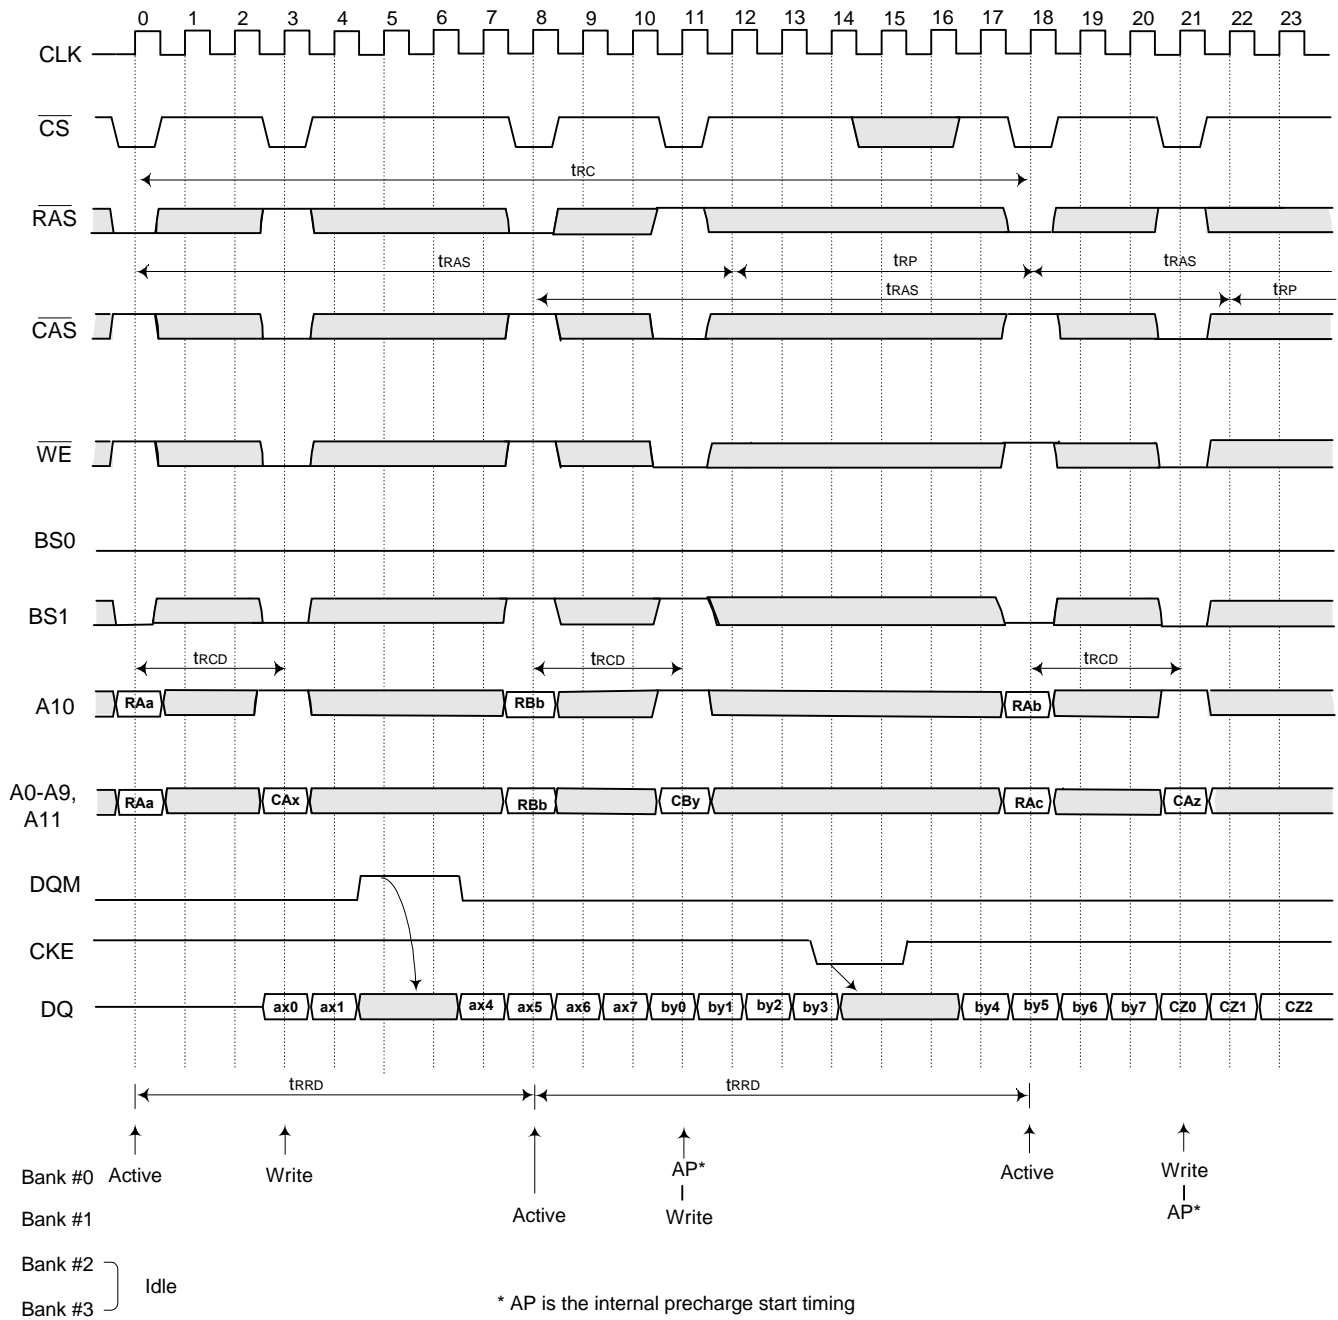 0 1 2 3 4 5 6 7 8 9 10 11 12 13 14 15 16 17 18 19 20 21 22 23
CLK
CS
tRC
RAS
tRAS tRP tRAS
tRAS tRP
CAS
WE
BS0
BS1
tRCD tRCD tRCD
A10 RAa RBb RAb
A0-A9,
A11
RAa CAx RBb CBy RAc CAz
DQM
CKE
DQ ax0 ax1 ax4 ax5 ax6 ax7 by0 by1 by2 by3 by4 by5 by6 by7 CZ0 CZ1 CZ2
tRRD tRRD
Bank #0 Active Write AP* Active Write
Bank #1 Active Write AP*
Bank #2
Idle
Bank #3
* AP is the internal precharge start timing